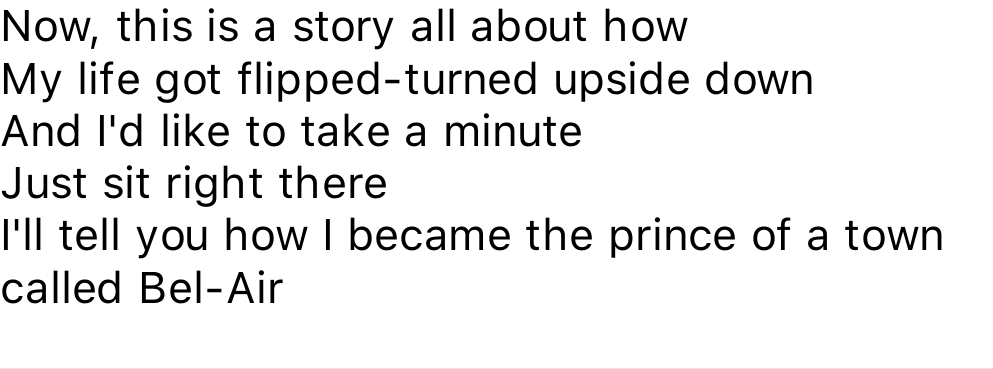 Now, this is a story all about how
My life got flipped-turned upside down
And I'd like to take a minute
Just sit right there
I'll tell you how I became the prince of a town
called Bel-Air